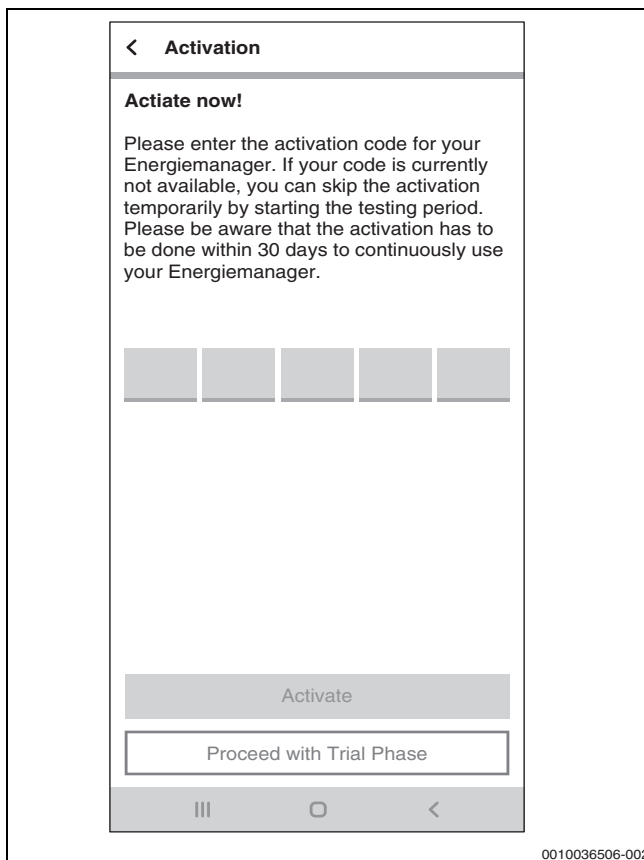 Activation
Actiate now!
Please enter the activation code for your
Energiemanager. If your code is currently
not available, you can skip the activation
temporarily by starting the testing period.
Please be aware that the activation has to
be done within 30 days to continuously use
your Energiemanager.
Activate
Proceed with Trial Phase
0010036506-002